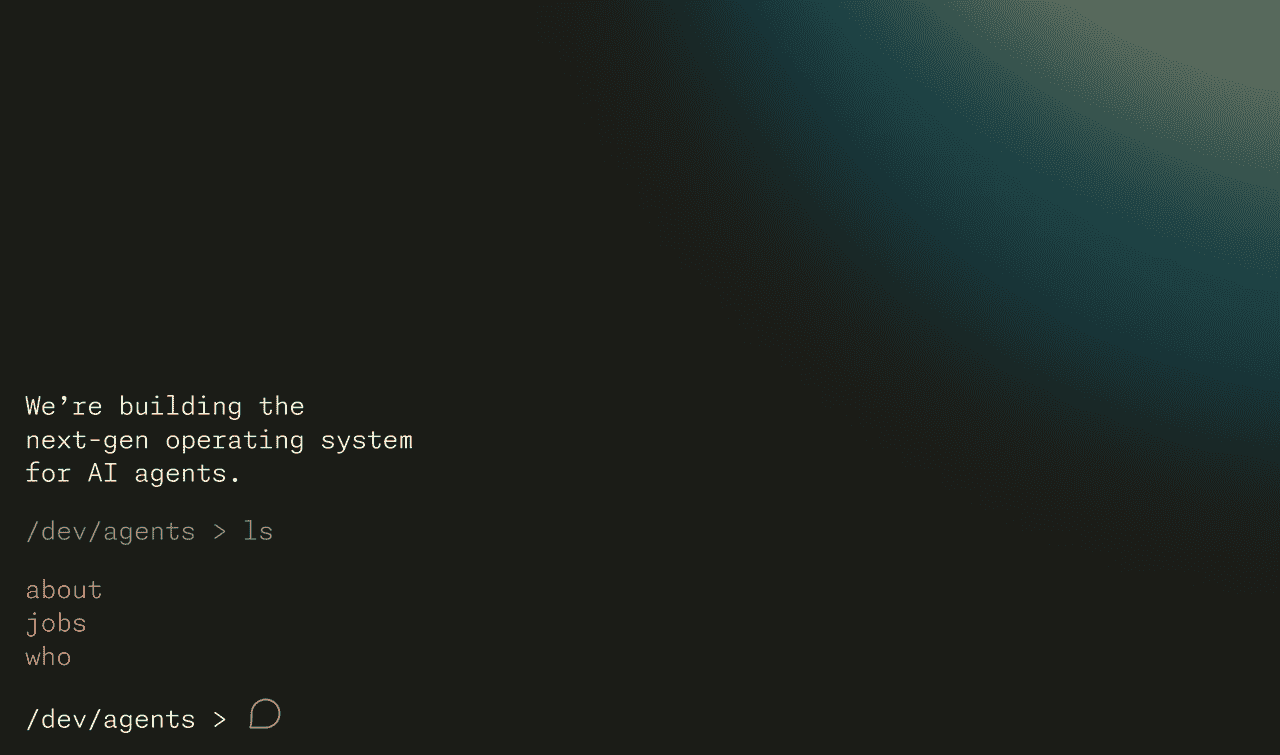 We’re building the
next-gen operating system
for AI agents.
/dev/agents > ls
about
jobs
who
/dev/agents >